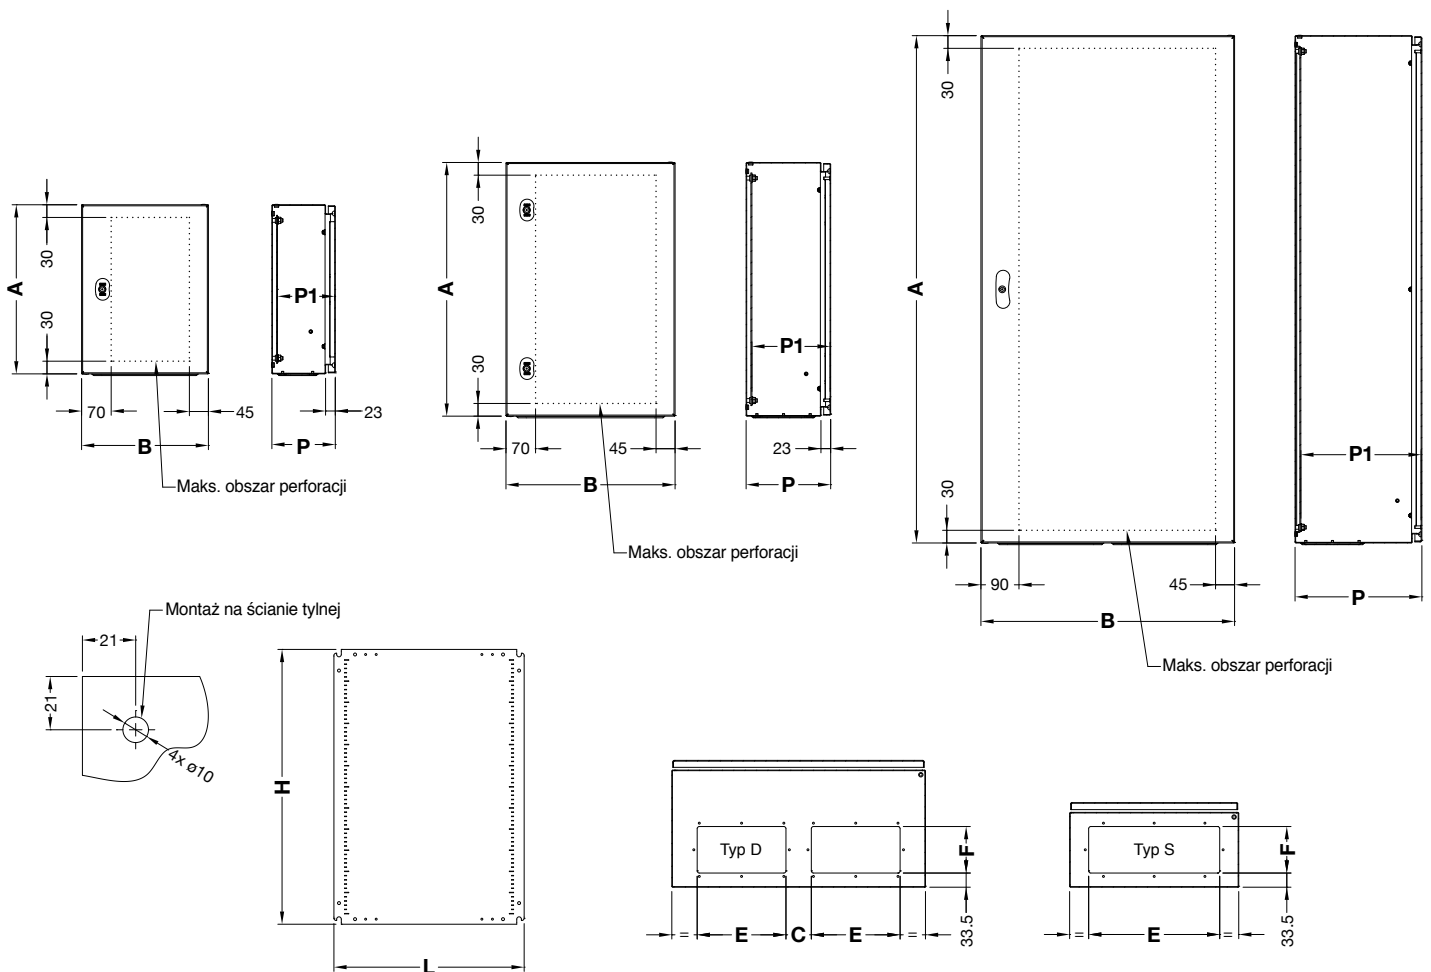 A
30
30
70
45
B
P1
23
P
Maks. obszar perforacji
A
30
30
70
45
B
P1
23
P
Maks. obszar perforacji
A
30
30
90
45
B
P1
P
Maks. obszar perforacji
Montaż na ścianie tylnej
21
21
4x ø10
H
L
Typ D
F
33.5
= E C E =
Typ S
F
33.5
= E =